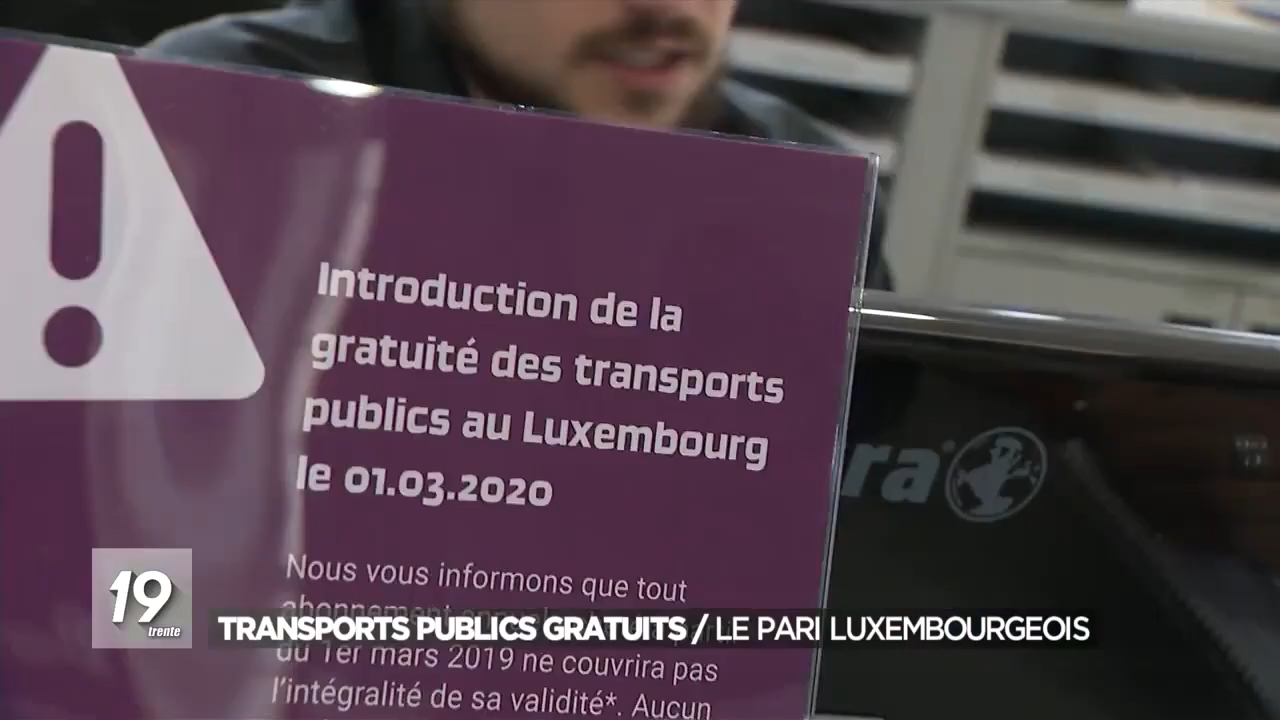 Introduction de la
gratuité des transports
publics au Luxembourg
le 01.03.2020
Nous vous informons que tout
abonnement
du 1er mars 2019 ne couvrira pas
l'intégralité de sa validité*. Aucun
ra
19
trente
TRANSPORTS PUBLICS GRATUITS / LE PARI LUXEMBOURGEOIS